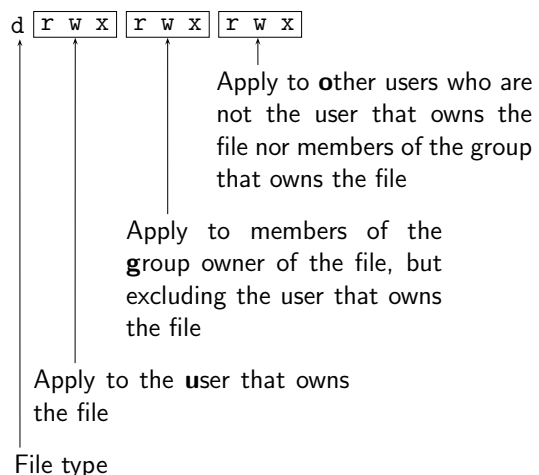 d r w x r w x r w x
Apply to other users who are
not the user that owns the
file nor members of the group
that owns the file
Apply to members of the
group owner of the file, but
excluding the user that owns
the file
Apply to the user that owns
the file
File type